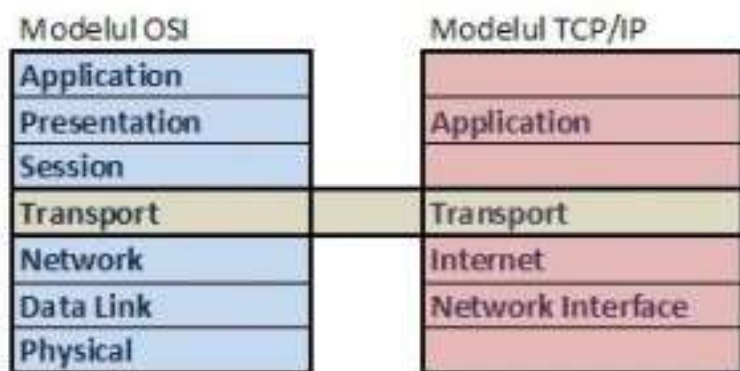 Modelul OSI
Application
Presentation
Session
Transport
Network
Data Link
Physical
Modelul TCP/IP
Application
Transport
Internet
Network Interface